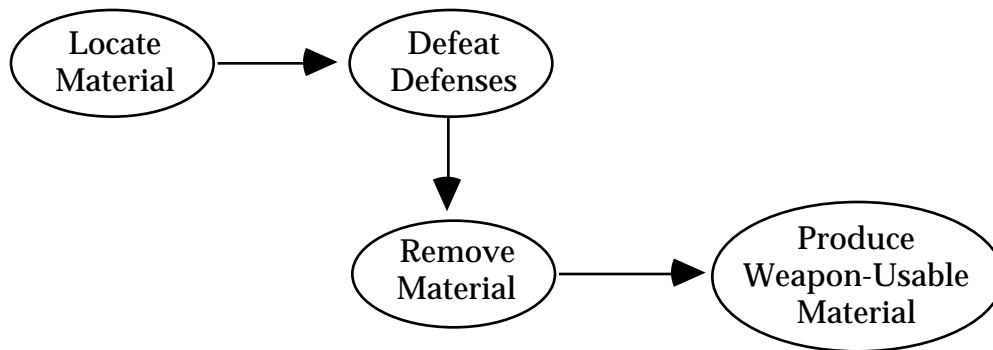 Locate
Material
Defeat
Defenses
Remove
Material
Produce
Weapon-Usable
Material